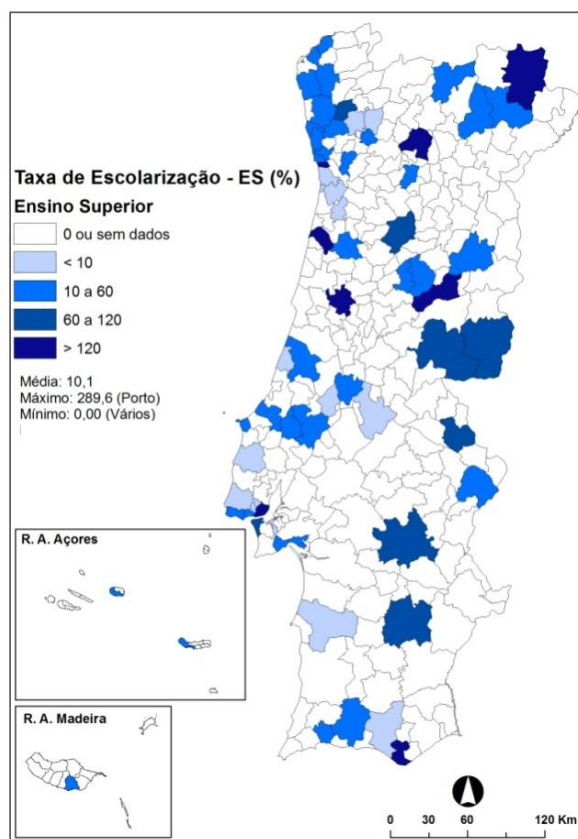 Taxa de Escolarização - ES (%)
Ensino Superior
0 ou sem dados
< 10
10 a 60
60 a 120
> 120
Média: 10,1
Máximo: 289,6 (Porto)
Mínimo: 0,00 (Vários)
R. A. Açores
R. A. Madeira
0 30 60 120 Km